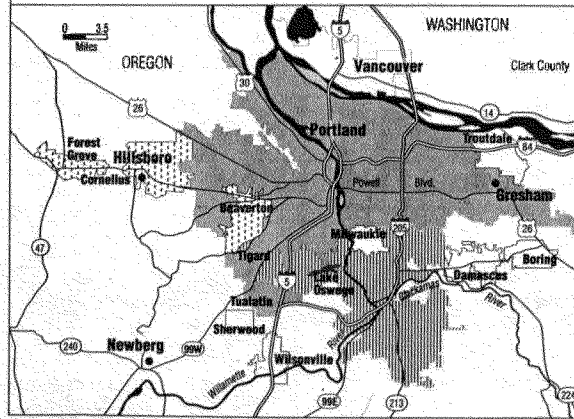 0 3.5
Miles
OREGON
WASHINGTON
5
Vancouver
Clark County
30
26
14
Portland
Troutdale
84
Forest
Grove
Hillsboro
Cornelius
Powell Blvd.
Gresham
Beaverton
26
47
Milwaukie
205
Tigard
Boring
Lake
Oswego
Damascus
5
Clackamas
River
Tualatin
Sherwood
240
99W
Newberg
Wilsonville
Willamette
99E
213
224